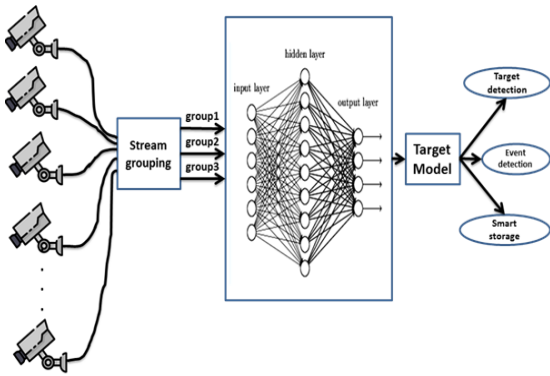 Stream
grouping
group1
group2
group3
input layer
hidden layer
output layer
Target
Model
Target
detection
Event
detection
Smart
storage